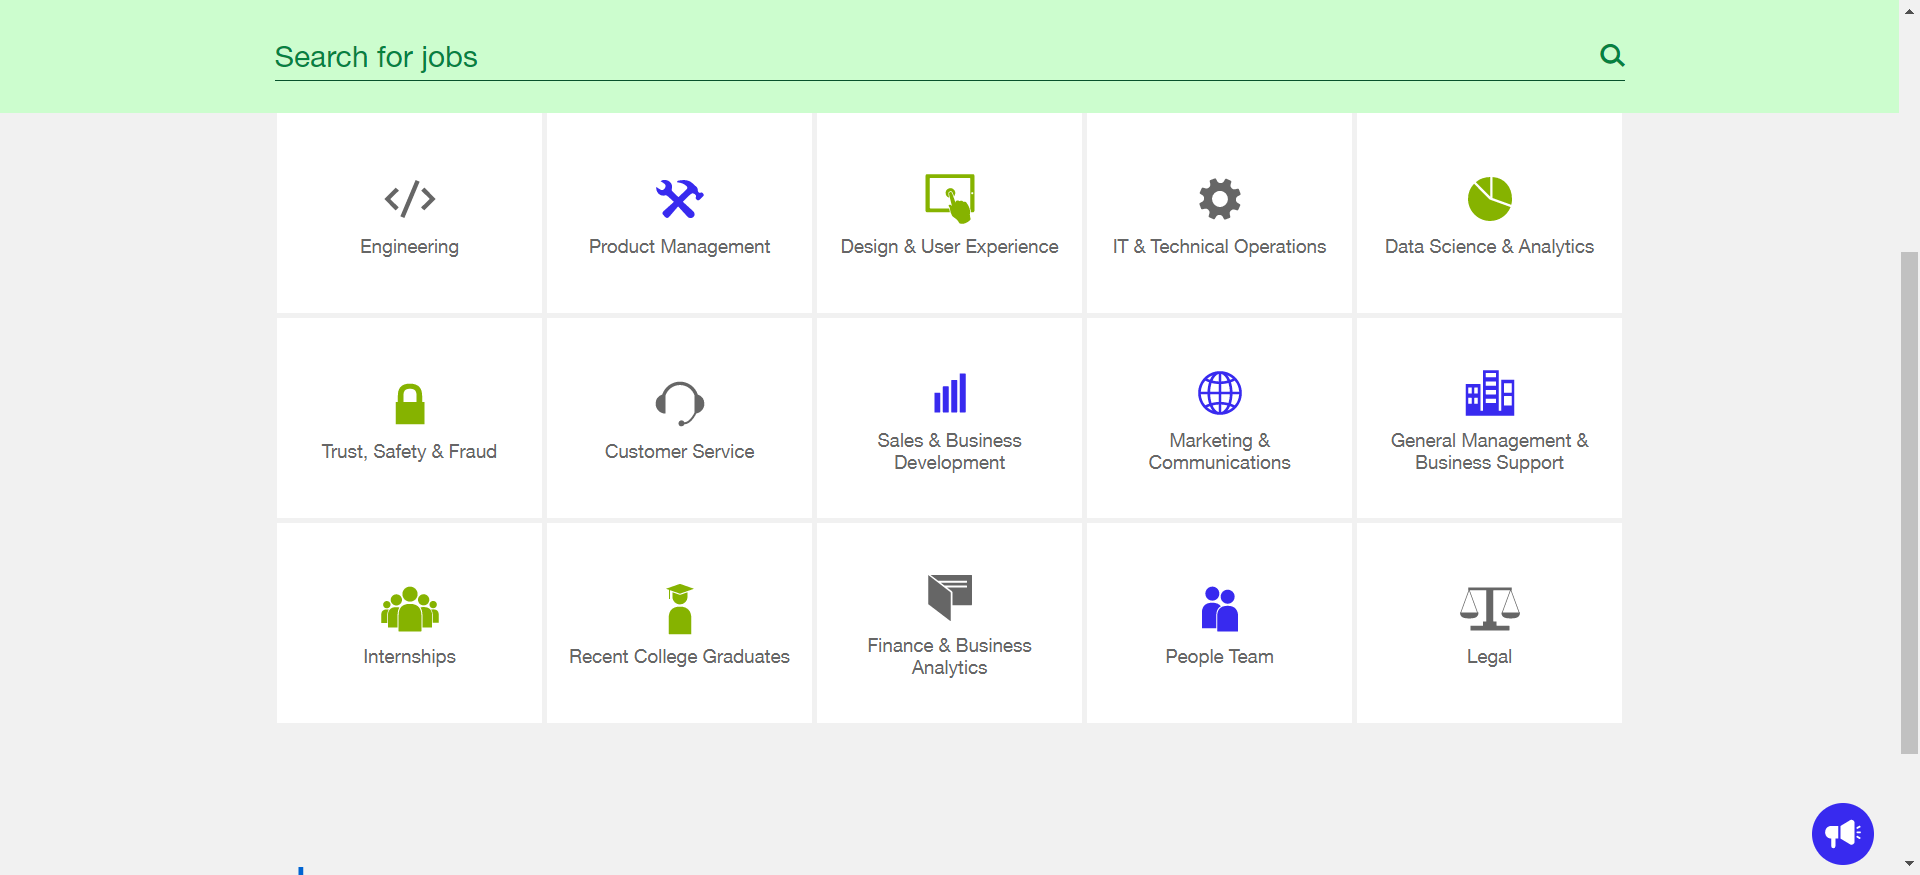 Search for jobs
Engineering
Product Management
Design & User Experience
IT & Technical Operations
Data Science & Analytics
Trust, Safety & Fraud
Customer Service
Sales & Business
Development
Marketing &
Communications
General Management &
Business Support
Internships
Recent College Graduates
Finance & Business
Analytics
People Team
Legal